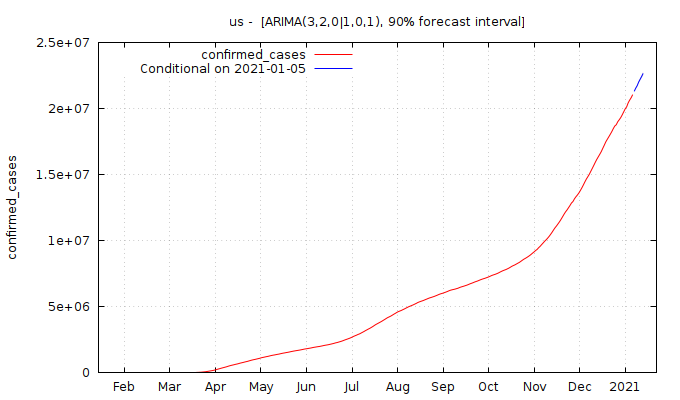 us -  [ARIMA(3,2,0|1,0,1), 90% forecast interval]
confirmed_cases
Conditional on 2021-01-05
2.5e+07
2e+07
1.5e+07
1e+07
5e+06
0
confirmed_cases
Feb Mar Apr May Jun Jul Aug Sep Oct Nov Dec 2021